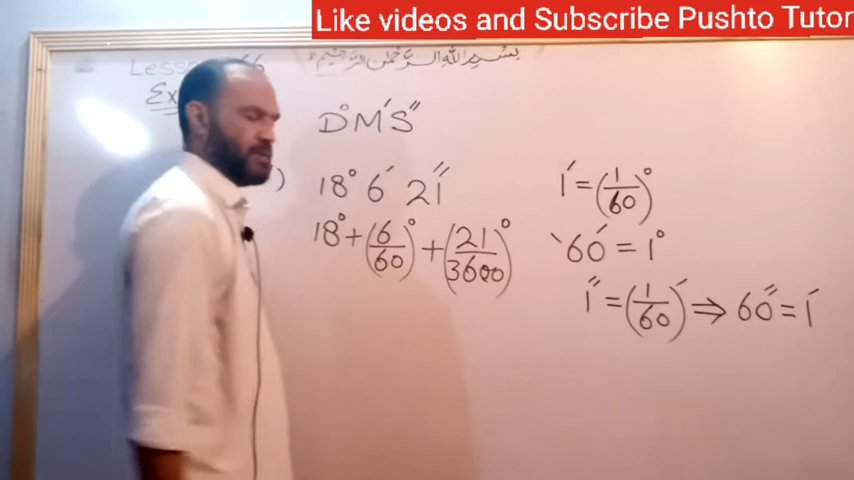 Like videos and Subscribe Pushto Tutor
بسم الله الرحمن الرحيم
Ex
D° M′ S″
18° 6′ 21″
18° + (6/60)° + (21/3600)°
1′ = (1/60)°
60′ = 1°
1″ = (1/60)′ ⇒ 60″ = 1′